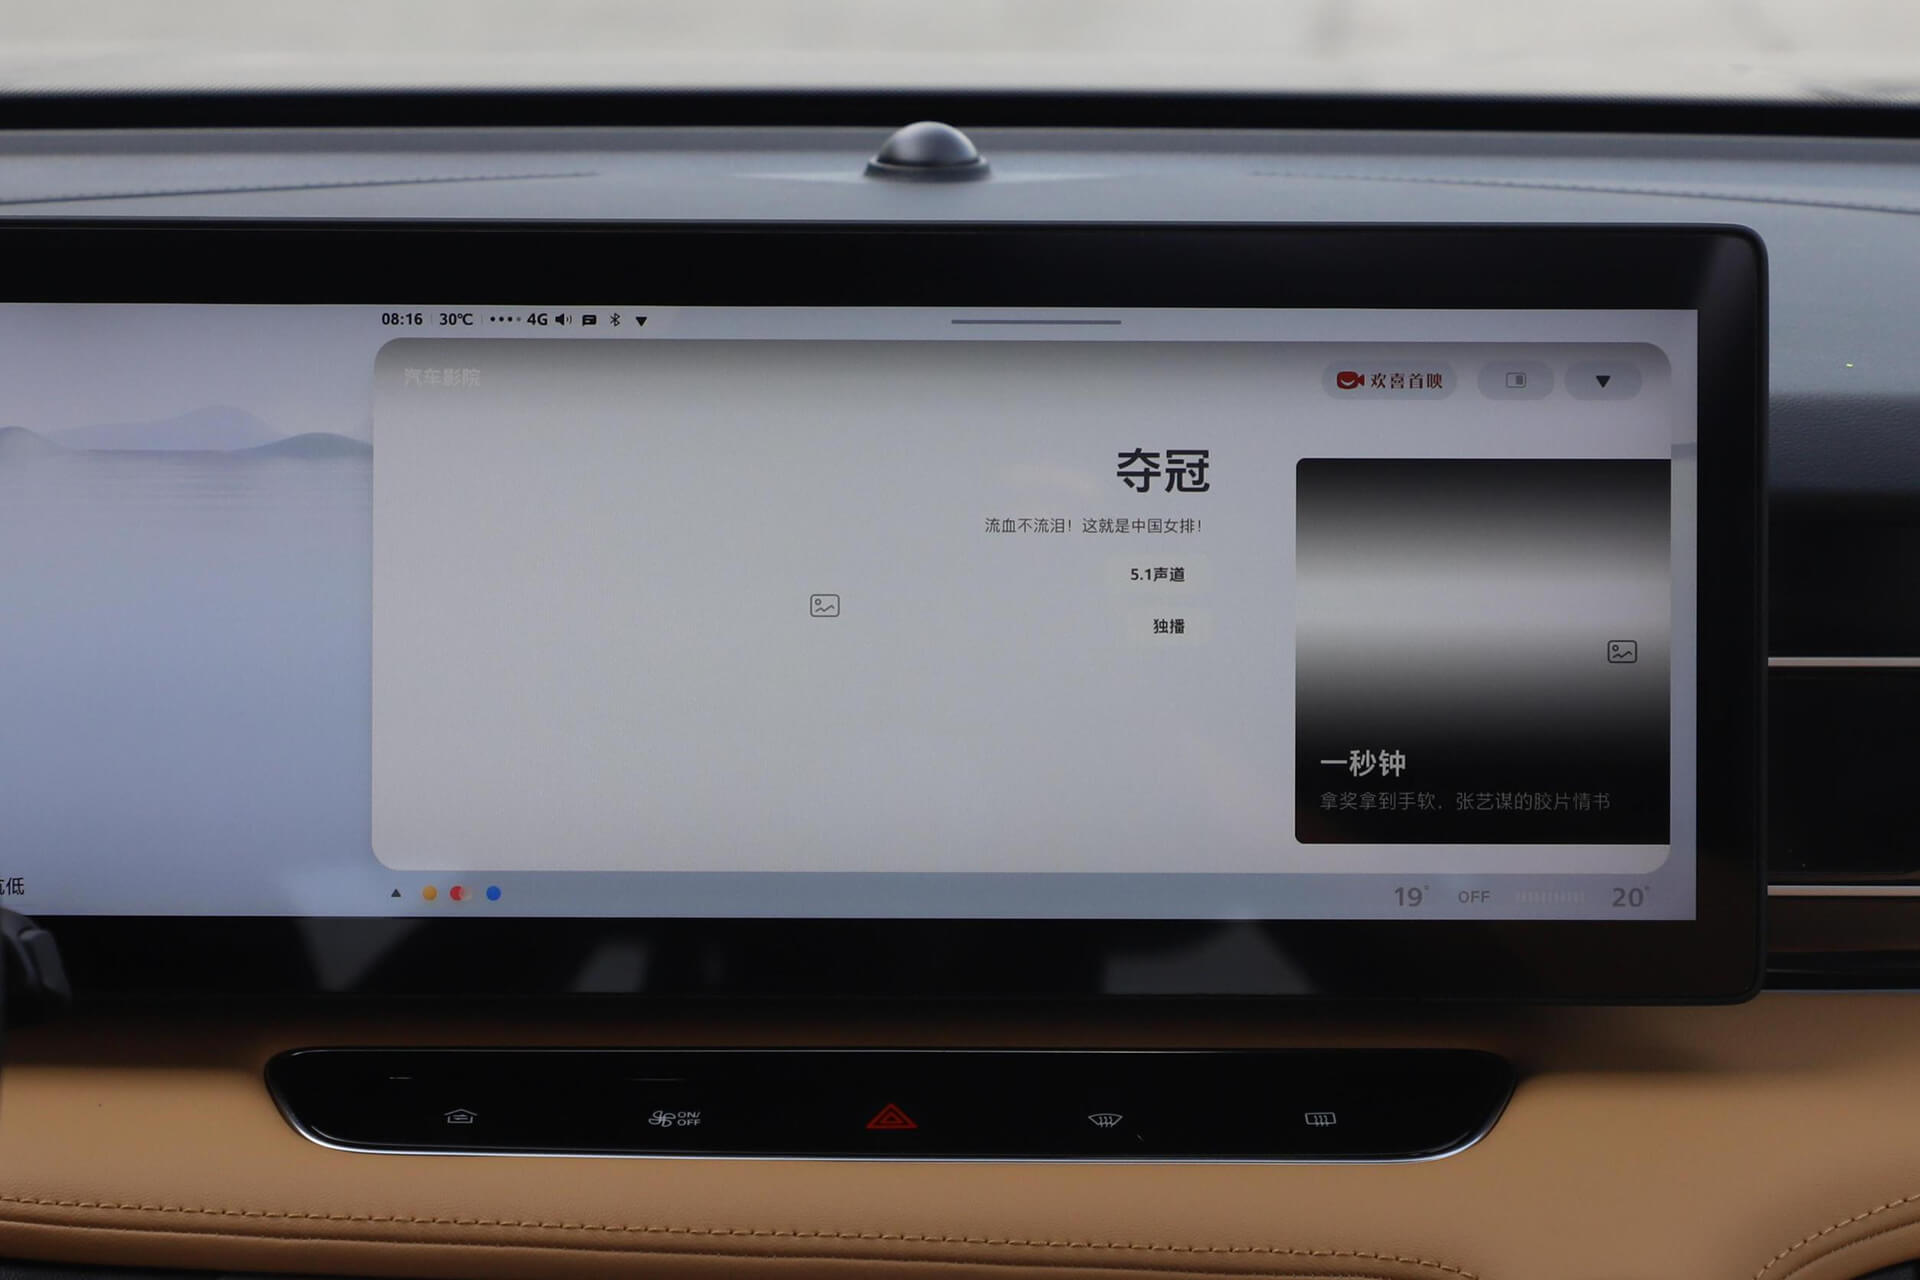 08:16 30℃ 4G
汽车影院
欢喜首映
夺冠
流血不流泪！这就是中国女排！
5.1声道
独播
一秒钟
拿奖拿到手软，张艺谋的胶片情书
低
19° OFF 20°
ON/
OFF